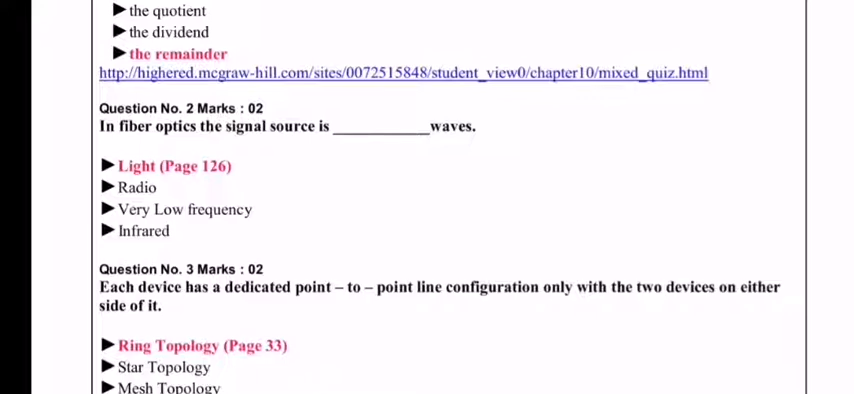 ▶the quotient
▶the dividend
▶the remainder
http://highered.mcgraw-hill.com/sites/0072515848/student_view0/chapter10/mixed_quiz.html
Question No. 2 Marks : 02
In fiber optics the signal source is ____________waves.
▶Light (Page 126)
▶Radio
▶Very Low frequency
▶Infrared
Question No. 3 Marks : 02
Each device has a dedicated point – to – point line configuration only with the two devices on either
side of it.
▶Ring Topology (Page 33)
▶Star Topology
▶Mesh Topology